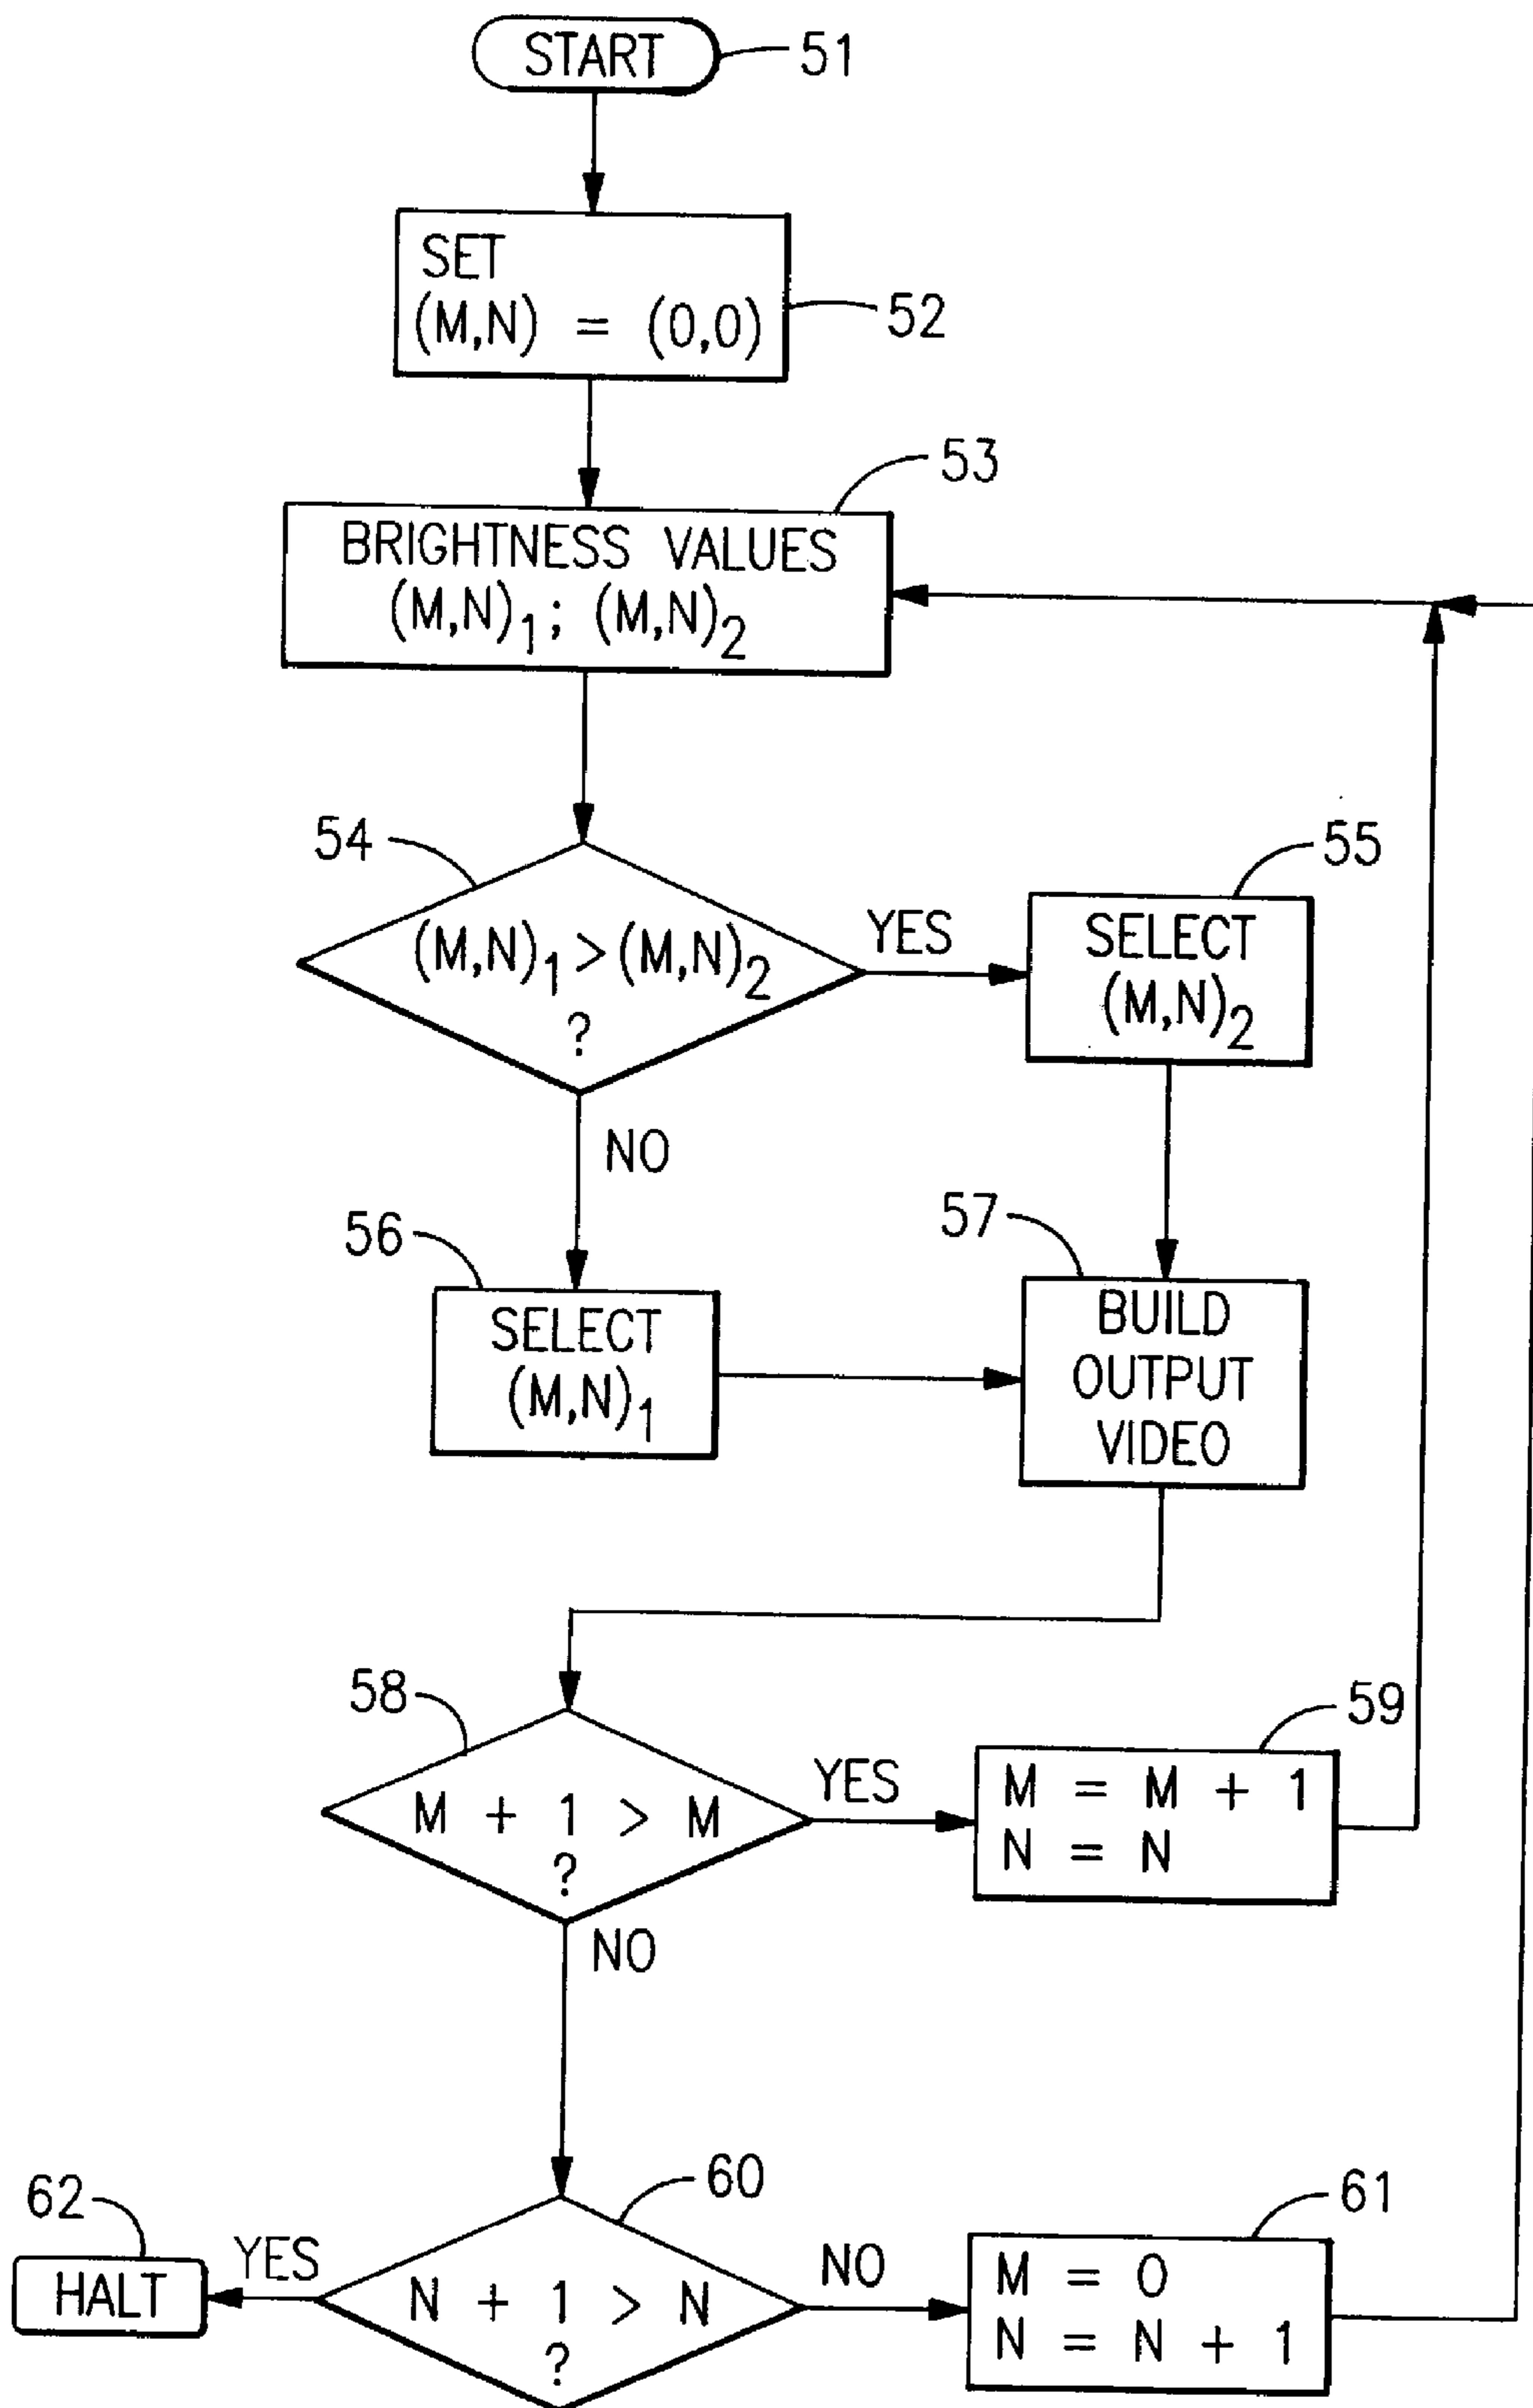 START
51
SET
(M,N) = (0,0)
52
53
BRIGHTNESS VALUES
(M,N)1; (M,N)2
54
(M,N)1 > (M,N)2
?
YES
55
SELECT
(M,N)2
NO
56
SELECT
(M,N)1
57
BUILD
OUTPUT
VIDEO
58
M + 1 > M
?
YES
59
M = M + 1
N = N
NO
60
N + 1 > N
?
YES
62
HALT
NO
61
M = 0
N = N + 1